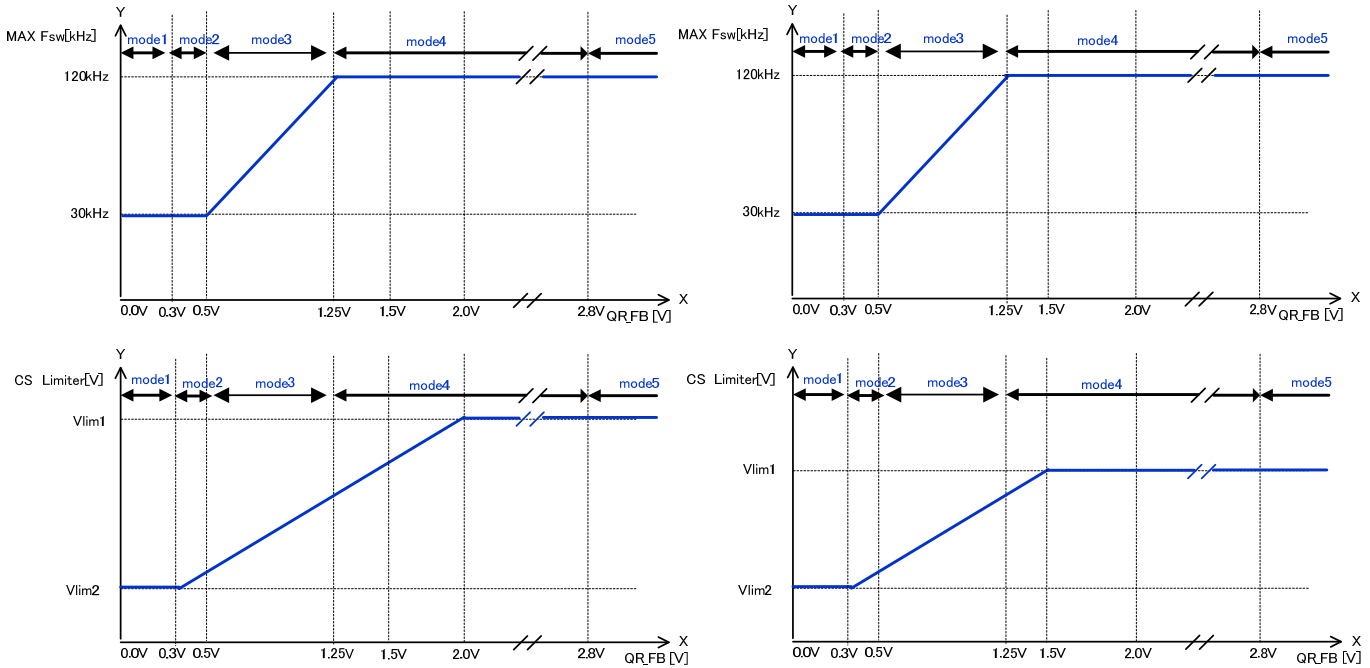 Y
MAX Fsw[kHz]
mode1 mode2 mode3 mode4 mode5
120kHz
30kHz
X
0.0V 0.3V 0.5V 1.25V 1.5V 2.0V 2.8V
QR_FB [V]
Y
MAX Fsw[kHz]
mode1 mode2 mode3 mode4 mode5
120kHz
30kHz
X
0.0V 0.3V 0.5V 1.25V 1.5V 2.0V 2.8V
QR_FB [V]
Y
CS Limiter[V]
mode1 mode2 mode3 mode4 mode5
Vlim1
Vlim2
X
0.0V 0.3V 0.5V 1.25V 1.5V 2.0V 2.8V
QR_FB [V]
Y
CS Limiter[V]
mode1 mode2 mode3 mode4 mode5
Vlim1
Vlim2
X
0.0V 0.3V 0.5V 1.25V 1.5V 2.0V 2.8V
QR_FB [V]